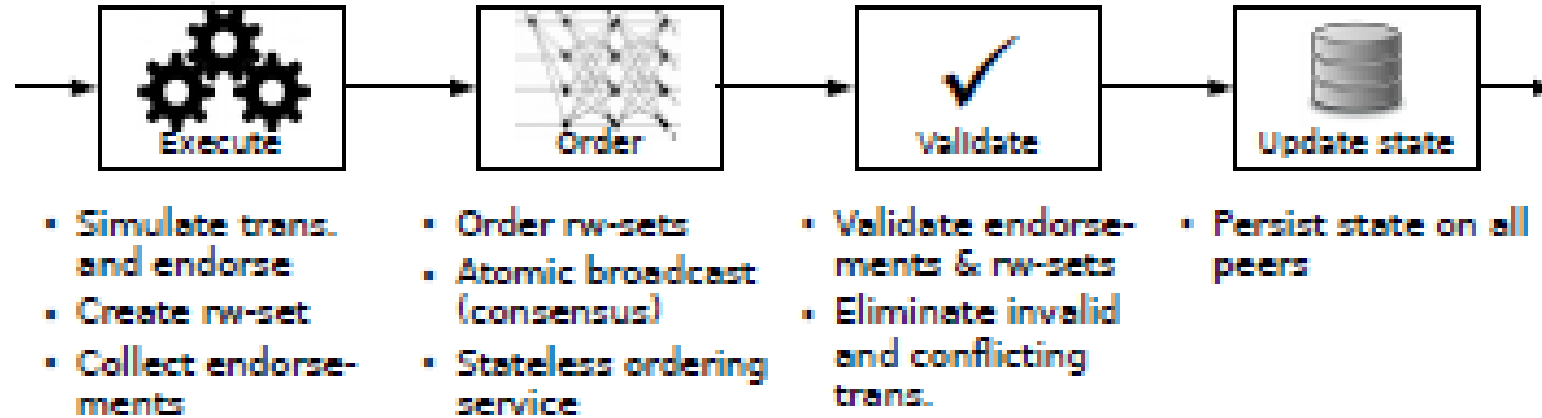 Execute
Order
Validate
Update state
• Simulate trans.
and endorse
• Create rw-set
• Collect endorse-
ments
• Order rw-sets
• Atomic broadcast
(consensus)
• Stateless ordering
service
• Validate endorse-
ments & rw-sets
• Eliminate invalid
and conflicting
trans.
• Persist state on all
peers